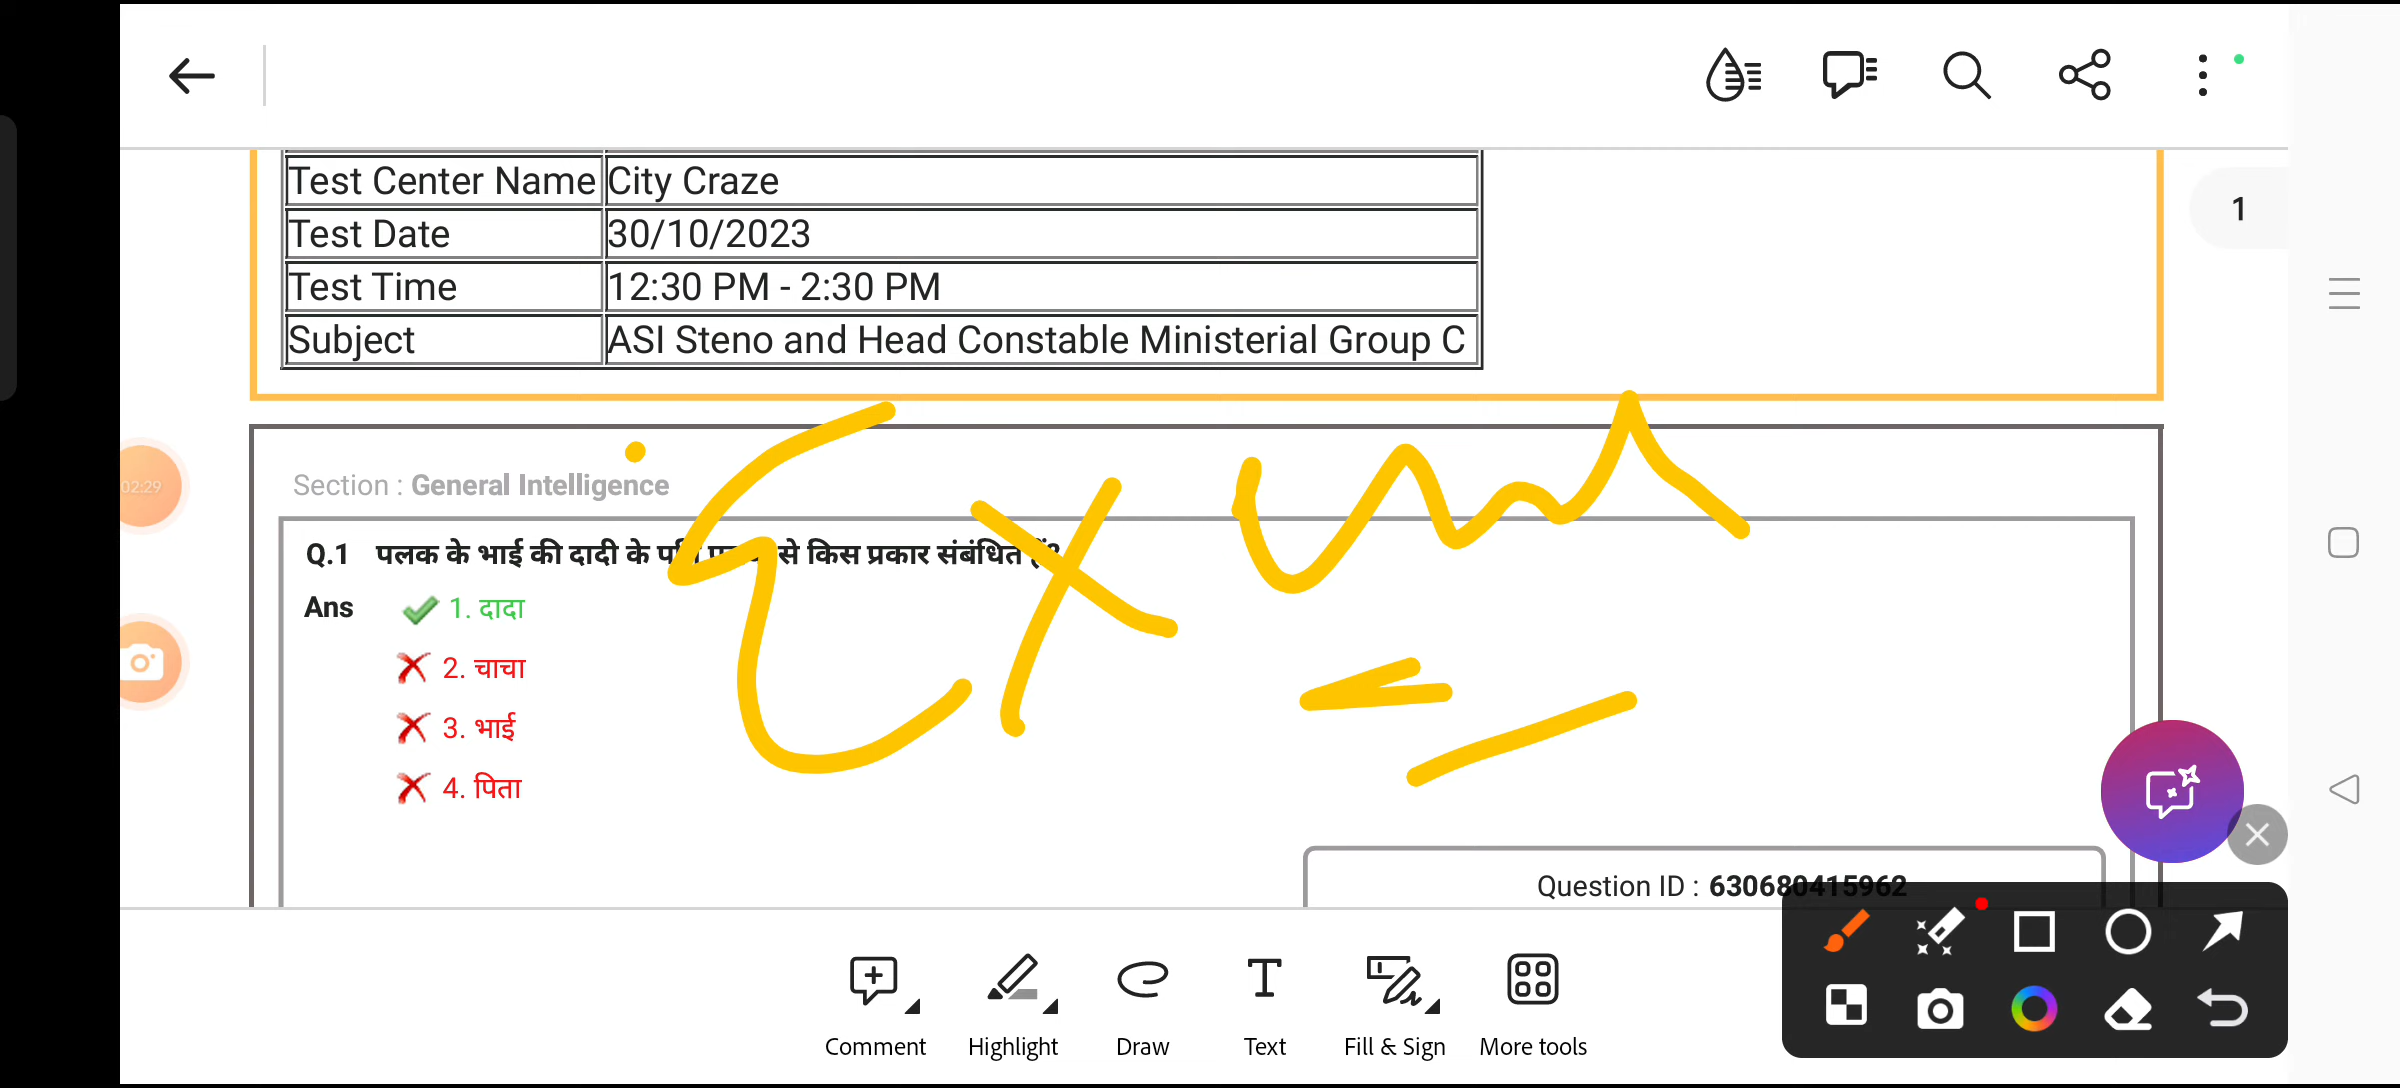 1
Test Center Name City Craze
Test Date 30/10/2023
Test Time 12:30 PM - 2:30 PM
Subject ASI Steno and Head Constable Ministerial Group C
02:29
Section : General Intelligence
Q.1 पलक के भाई की दादी के से किस प्रकार संबंधित
Ans 1. दादा
2. चाचा
3. भाई
4. पिता
Question ID : 630680415962
Comment Highlight Draw Text Fill & Sign More tools